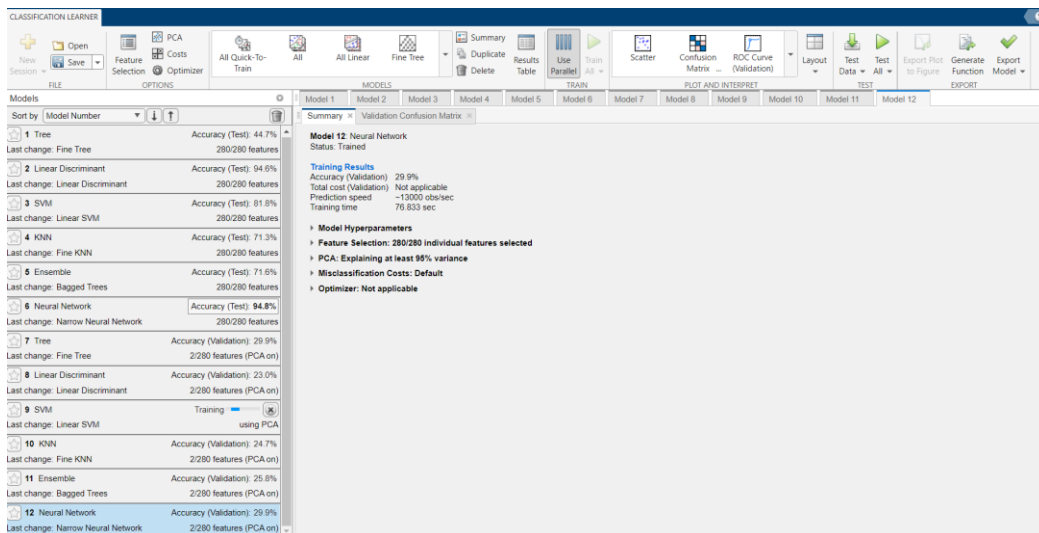 CLASSIFICATION LEARNER
New Session
Open
Save
FILE
Feature Selection
PCA
Costs
Optimizer
OPTIONS
All Quick-To-Train
All
All Linear
Fine Tree
MODELS
Summary
Duplicate
Delete
Results Table
Use Parallel
Train All
TRAIN
Scatter
Confusion Matrix ...
ROC Curve (Validation)
PLOT AND INTERPRET
Layout
Test Data
Test All
TEST
Export Plot to Figure
Generate Function
Export Model
EXPORT
Models
Sort by Model Number
1 Tree Accuracy (Test): 44.7%
Last change: Fine Tree 280/280 features
2 Linear Discriminant Accuracy (Test): 94.6%
Last change: Linear Discriminant 280/280 features
3 SVM Accuracy (Test): 81.8%
Last change: Linear SVM 280/280 features
4 KNN Accuracy (Test): 71.3%
Last change: Fine KNN 280/280 features
5 Ensemble Accuracy (Test): 71.6%
Last change: Bagged Trees 280/280 features
6 Neural Network Accuracy (Test): 94.8%
Last change: Narrow Neural Network 280/280 features
7 Tree Accuracy (Validation): 29.9%
Last change: Fine Tree 2/280 features (PCA on)
8 Linear Discriminant Accuracy (Validation): 23.0%
Last change: Linear Discriminant 2/280 features (PCA on)
9 SVM Training
Last change: Linear SVM using PCA
10 KNN Accuracy (Validation): 24.7%
Last change: Fine KNN 2/280 features (PCA on)
11 Ensemble Accuracy (Validation): 25.8%
Last change: Bagged Trees 2/280 features (PCA on)
12 Neural Network Accuracy (Validation): 29.9%
Last change: Narrow Neural Network 2/280 features (PCA on)
Model 1 Model 2 Model 3 Model 4 Model 5 Model 6 Model 7 Model 8 Model 9 Model 10 Model 11 Model 12
Summary × Validation Confusion Matrix ×
Model 12: Neural Network
Status: Trained
Training Results
Accuracy (Validation) 29.9%
Total cost (Validation) Not applicable
Prediction speed ~13000 obs/sec
Training time 76.833 sec
Model Hyperparameters
Feature Selection: 280/280 individual features selected
PCA: Explaining at least 95% variance
Misclassification Costs: Default
Optimizer: Not applicable